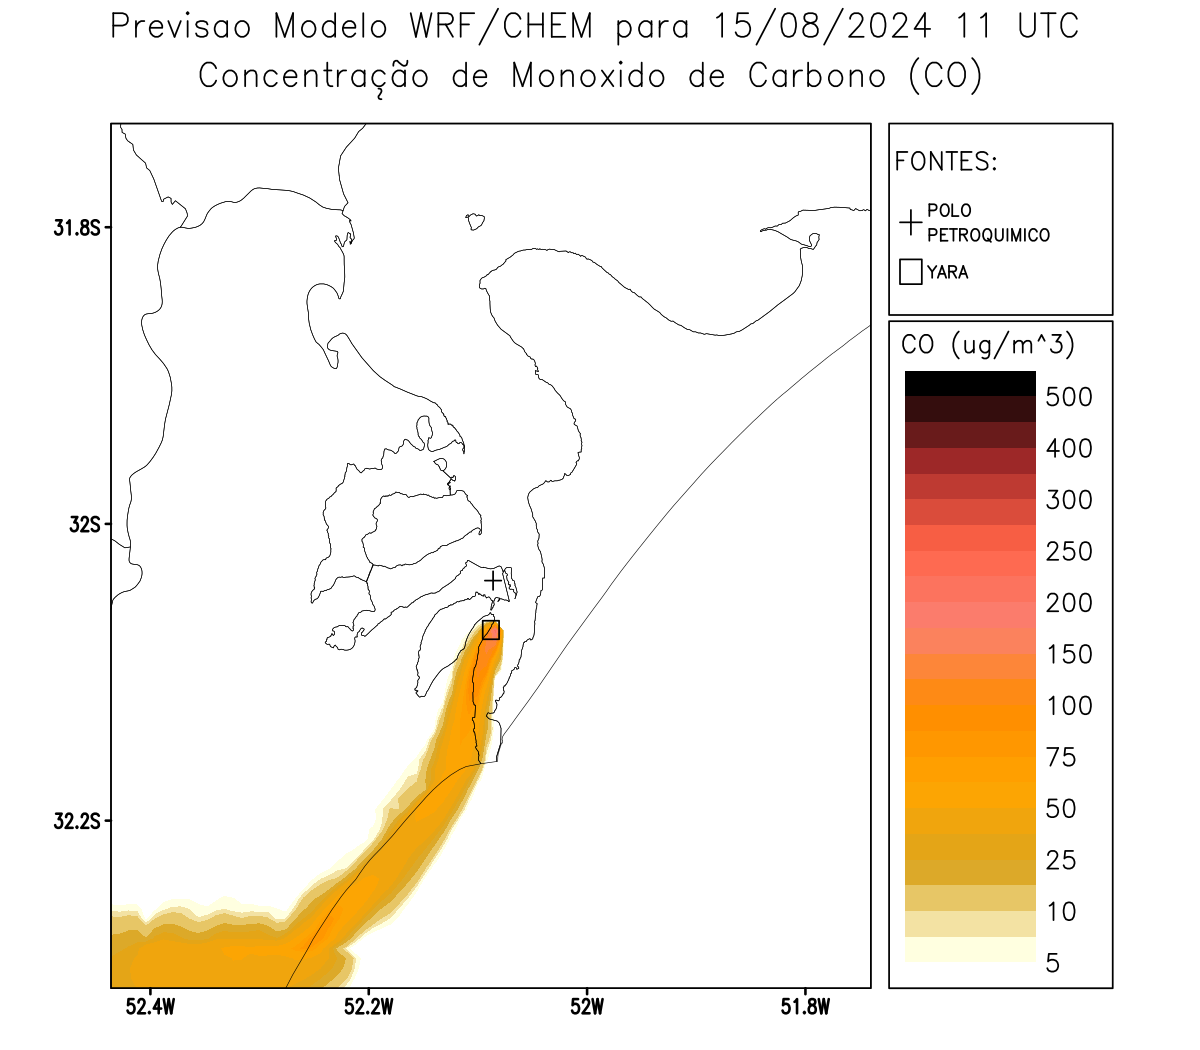 Previsao Modelo WRF/CHEM para 15/08/2024 11 UTC
Concentração de Monoxido de Carbono (CO)
FONTES:
POLO
PETROQUIMICO
YARA
CO (ug/m^3)
500
400
300
250
200
150
100
75
50
25
10
5
31.8S
32S
32.2S
52.4W
52.2W
52W
51.8W